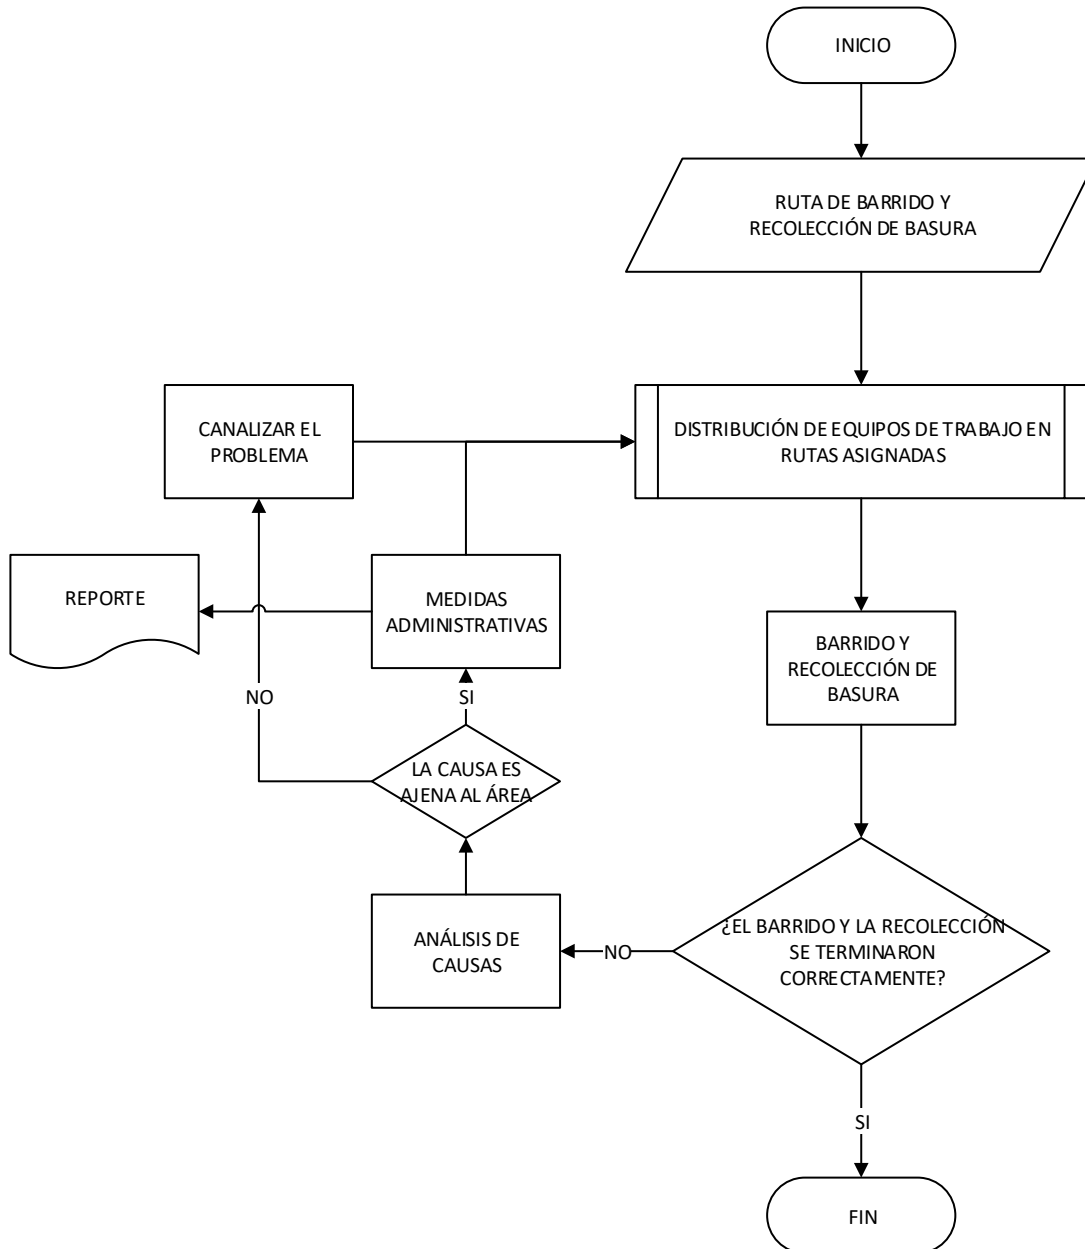 INICIO
RUTA DE BARRIDO Y
RECOLECCIÓN DE BASURA
CANALIZAR EL
PROBLEMA
DISTRIBUCIÓN DE EQUIPOS DE TRABAJO EN
RUTAS ASIGNADAS
REPORTE
MEDIDAS
ADMINISTRATIVAS
BARRIDO Y
RECOLECCIÓN DE
BASURA
NO
SI
LA CAUSA ES
AJENA AL ÁREA
ANÁLISIS DE
CAUSAS
NO
¿EL BARRIDO Y LA RECOLECCIÓN
SE TERMINARON
CORRECTAMENTE?
SI
FIN